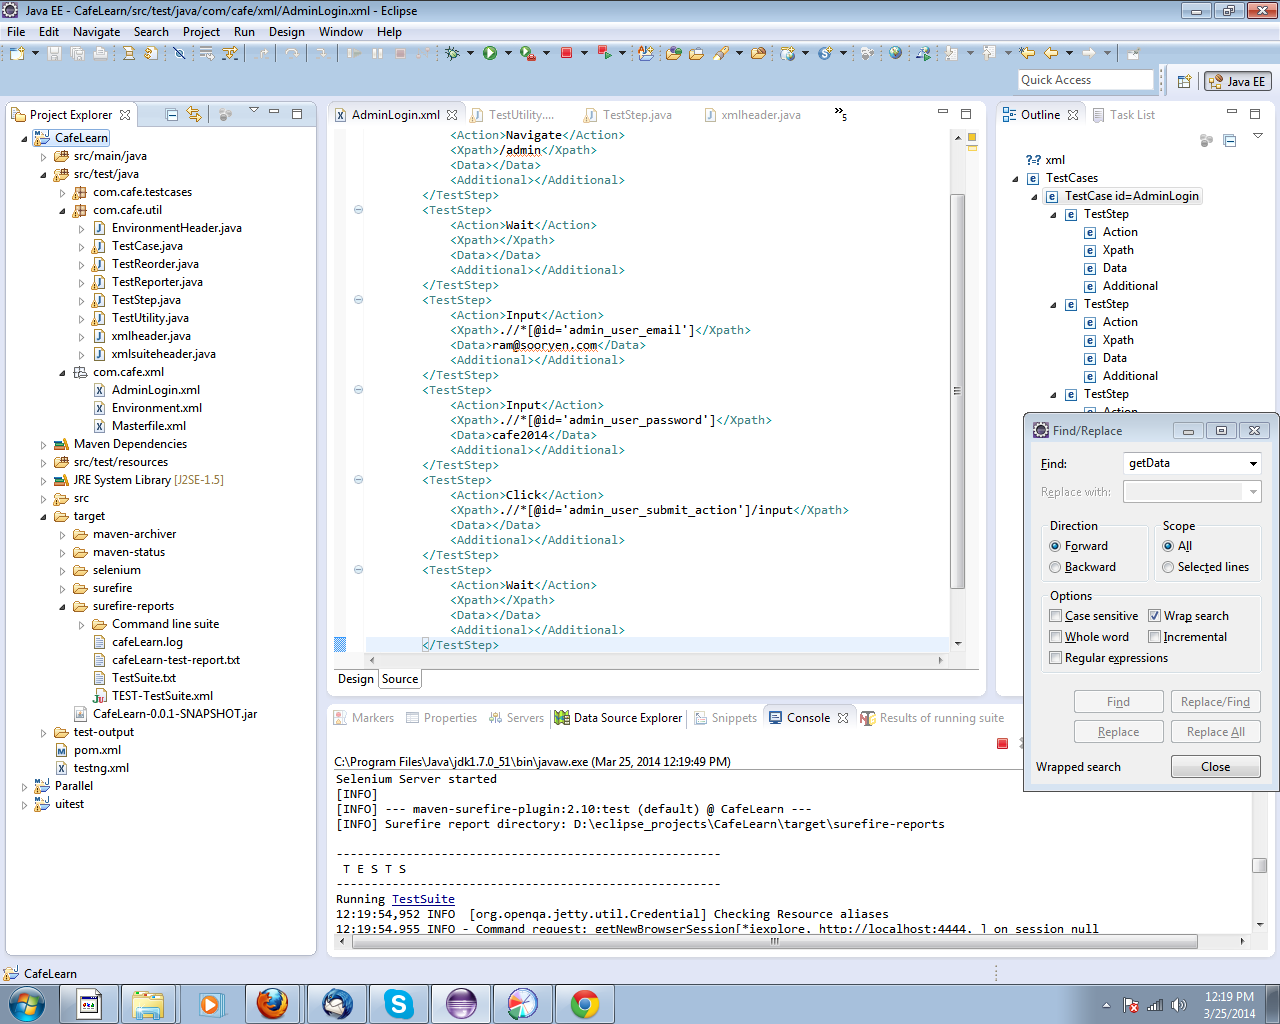 Java EE - CafeLearn/src/test/java/com/cafe/xml/AdminLogin.xml - Eclipse
File Edit Navigate Search Project Run Design Window Help
Quick Access
Java EE
Project Explorer
CafeLearn
src/main/java
src/test/java
com.cafe.testcases
com.cafe.util
EnvironmentHeader.java
TestCase.java
TestReorder.java
TestReporter.java
TestStep.java
TestUtility.java
xmlheader.java
xmlsuiteheader.java
com.cafe.xml
AdminLogin.xml
Environment.xml
Masterfile.xml
Maven Dependencies
src/test/resources
JRE System Library [J2SE-1.5]
src
target
maven-archiver
maven-status
selenium
surefire
surefire-reports
Command line suite
cafeLearn.log
cafeLearn-test-report.txt
TestSuite.txt
TEST-TestSuite.xml
CafeLearn-0.0.1-SNAPSHOT.jar
test-output
pom.xml
testng.xml
Parallel
uitest
AdminLogin.xml TestUtility.... TestStep.java xmlheader.java »5
<Action>Navigate</Action>
<Xpath>/admin</Xpath>
<Data></Data>
<Additional></Additional>
</TestStep>
<TestStep>
<Action>Wait</Action>
<Xpath></Xpath>
<Data></Data>
<Additional></Additional>
</TestStep>
<TestStep>
<Action>Input</Action>
<Xpath>.//*[@id='admin_user_email']</Xpath>
<Data>ram@sooryen.com</Data>
<Additional></Additional>
</TestStep>
<TestStep>
<Action>Input</Action>
<Xpath>.//*[@id='admin_user_password']</Xpath>
<Data>cafe2014</Data>
<Additional></Additional>
</TestStep>
<TestStep>
<Action>Click</Action>
<Xpath>.//*[@id='admin_user_submit_action']/input</Xpath>
<Data></Data>
<Additional></Additional>
</TestStep>
<TestStep>
<Action>Wait</Action>
<Xpath></Xpath>
<Data></Data>
<Additional></Additional>
</TestStep>
Design Source
Outline Task List
?=? xml
TestCases
TestCase id=AdminLogin
TestStep
Action
Xpath
Data
Additional
TestStep
Action
Xpath
Data
Additional
TestStep
Action
Find/Replace
Find: getData
Replace with:
Direction Scope
Forward All
Backward Selected lines
Options
Case sensitive Wrap search
Whole word Incremental
Regular expressions
Find Replace/Find
Replace Replace All
Wrapped search Close
Markers Properties Servers Data Source Explorer Snippets Console Results of running suite
C:\Program Files\Java\jdk1.7.0_51\bin\javaw.exe (Mar 25, 2014 12:19:49 PM)
Selenium Server started
[INFO]
[INFO] --- maven-surefire-plugin:2.10:test (default) @ CafeLearn ---
[INFO] Surefire report directory: D:\eclipse_projects\CafeLearn\target\surefire-reports
-------------------------------------------------------
T E S T S
-------------------------------------------------------
Running TestSuite
12:19:54,952 INFO [org.openqa.jetty.util.Credential] Checking Resource aliases
12:19:54,955 INFO - Command request: getNewBrowserSession[*iexplore, http://localhost:4444, ] on session null
CafeLearn
12:19 PM
3/25/2014